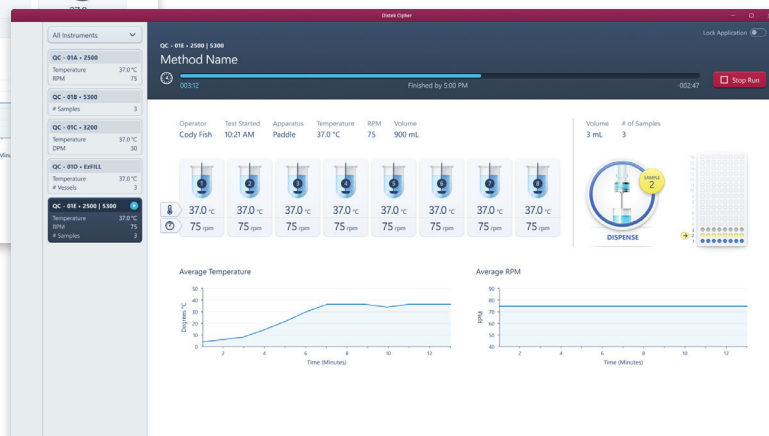 37.0
Distek Cipher
All Instruments
Lock Application
QC - 01A • 2500
Temperature 37.0 °C
RPM 75
QC - 01B • 5300
# Samples 3
QC - 01C • 3200
Temperature 37.0 °C
DPM 30
QC - 01D • EzFILL
Temperature 37.0 °C
# Vessels 3
QC - 01E • 2500 | 5300
Temperature 37.0 °C
RPM 75
# Samples 3
QC - 01E • 2500 | 5300
Method Name
003:12 Finished by 5:00 PM -002:47
Stop Run
Operator Test Started Apparatus Temperature RPM Volume
Cody Fish 10:21 AM Paddle 37.0 °C 75 900 mL
Volume # of Samples
3 mL 3
1 2 3 4 5 6 7 8
37.0 °C 37.0 °C 37.0 °C 37.0 °C 37.0 °C 37.0 °C 37.0 °C 37.0 °C
75 rpm 75 rpm 75 rpm 75 rpm 75 rpm 75 rpm 75 rpm 75 rpm
SAMPLE
2
DISPENSE
Average Temperature
Degrees °C
50
40
30
20
10
0
2 4 6 8 10 12
Time (Minutes)
Average RPM
RPM
90
80
70
60
50
40
2 4 6 8 10 12
Time (Minutes)